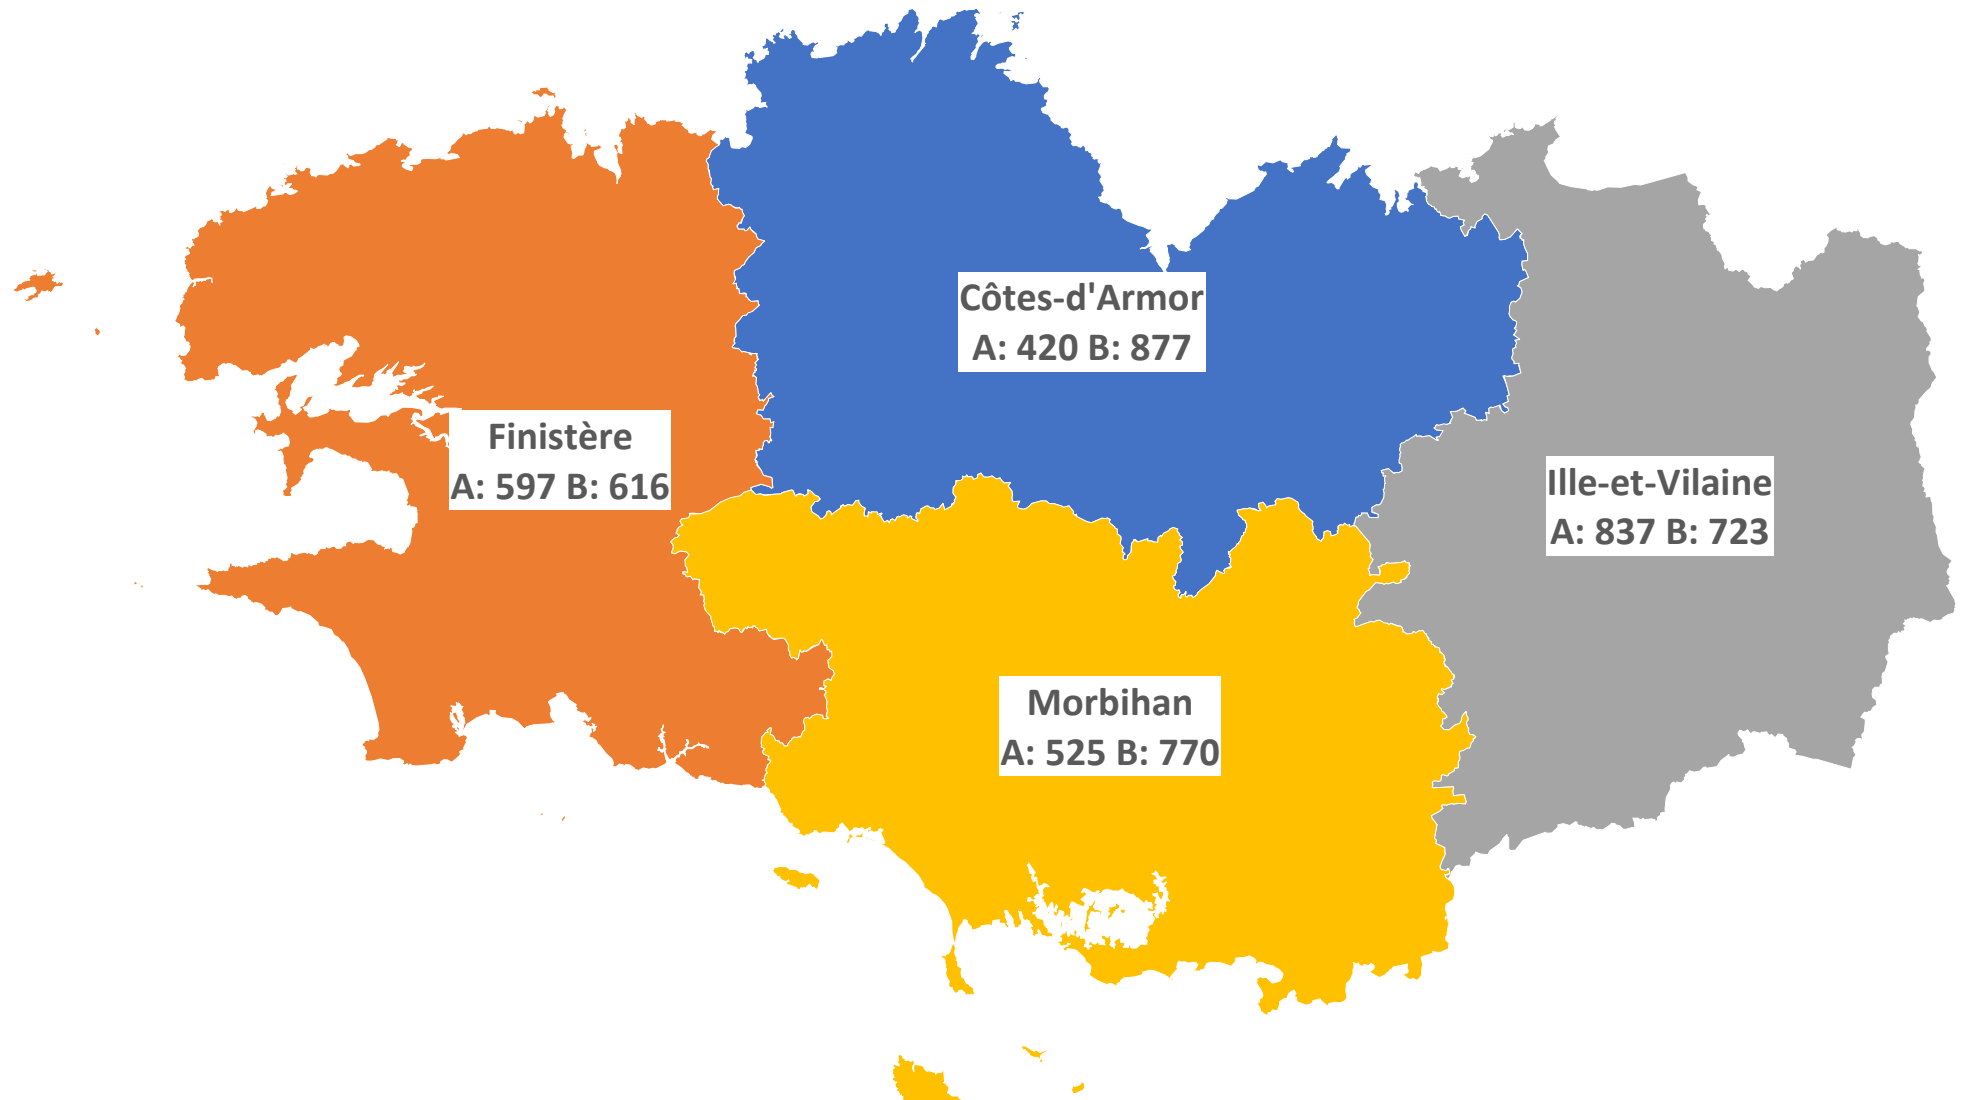 Côtes-d'Armor
A: 420 B: 877
Finistère
A: 597 B: 616
Ille-et-Vilaine
A: 837 B: 723
Morbihan
A: 525 B: 770